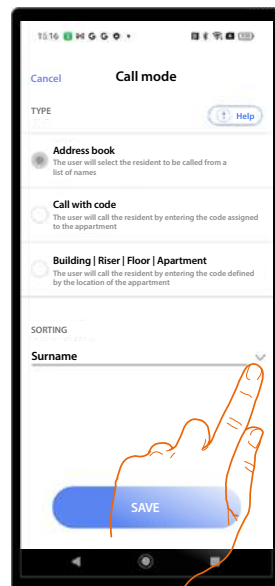 15:16
Cancel
Call mode
TYPE
Help
Address book
The user will select the resident to be called from a
list of names
Call with code
The user will call the resident by entering the code assigned
to the appartment
Building | Riser | Floor | Apartment
The user will call the resident by entering the code defined
by the location of the appartment
SORTING
Surname
SAVE